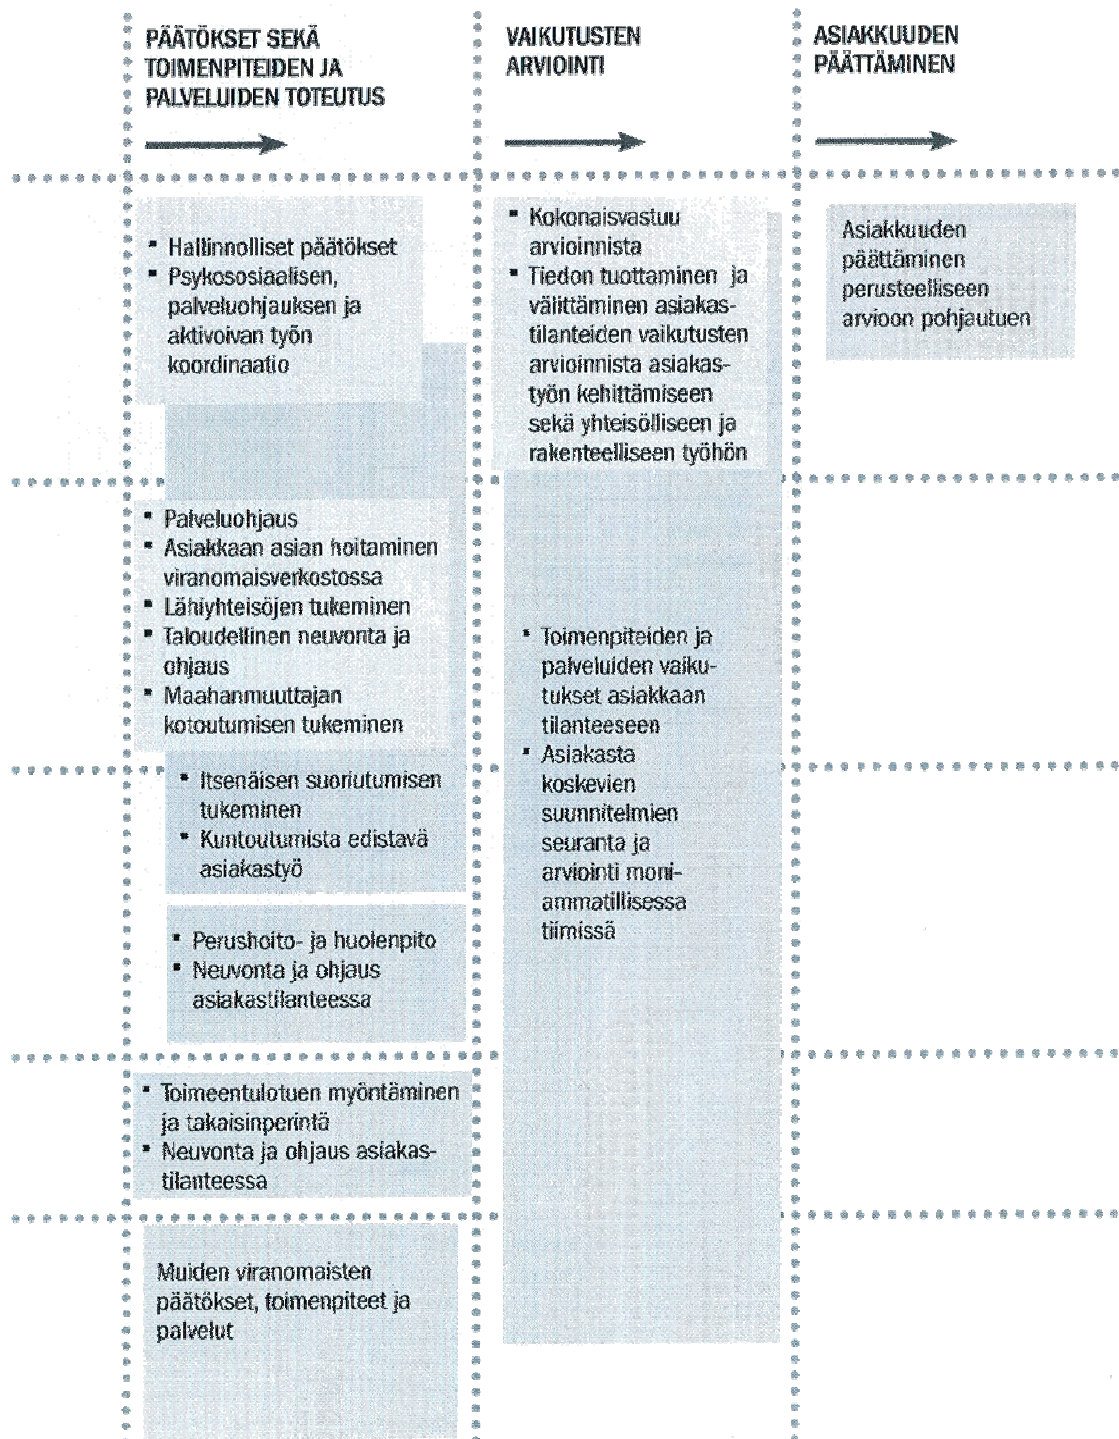 PÄÄTÖKSET SEKÄ
TOIMENPITEIDEN JA
PALVELUIDEN TOTEUTUS
VAIKUTUSTEN
ARVIOINTI
ASIAKKUUDEN
PÄÄTTÄMINEN
▪ Hallinnolliset päätökset
▪ Psykososiaalisen,
palveluohjauksen ja
aktivoivan työn
koordinaatio
▪ Kokonaisvastuu
arvioinnista
▪ Tiedon tuottaminen ja
välittäminen asiakas-
tilanteiden vaikutusten
arvioinnista asiakas-
työn kehittämiseen
sekä yhteisölliseen ja
rakenteelliseen työhön
Asiakkuuden
päättäminen
perusteelliseen
arvioon pohjautuen
▪ Palveluohjaus
▪ Asiakkaan asian hoitaminen
viranomaisverkostossa
▪ Lähiyhteisöjen tukeminen
▪ Taloudellinen neuvonta ja
ohjaus
▪ Maahanmuuttajan
kotoutumisen tukeminen
▪ Itsenäisen suoriutumisen
tukeminen
▪ Kuntoutumista edistävä
asiakastyö
▪ Perushoito- ja huolenpito
▪ Neuvonta ja ohjaus
asiakastilanteessa
▪ Toimeentulotuen myöntäminen
ja takaisinperintä
▪ Neuvonta ja ohjaus asiakas-
tilanteessa
Muiden viranomaisten
päätökset, toimenpiteet ja
palvelut
▪ Toimenpiteiden ja
palveluiden vaiku-
tukset asiakkaan
tilanteeseen
▪ Asiakasta
koskevien
suunnitelmien
seuranta ja
arviointi moni-
ammatillisessa
tiimissä